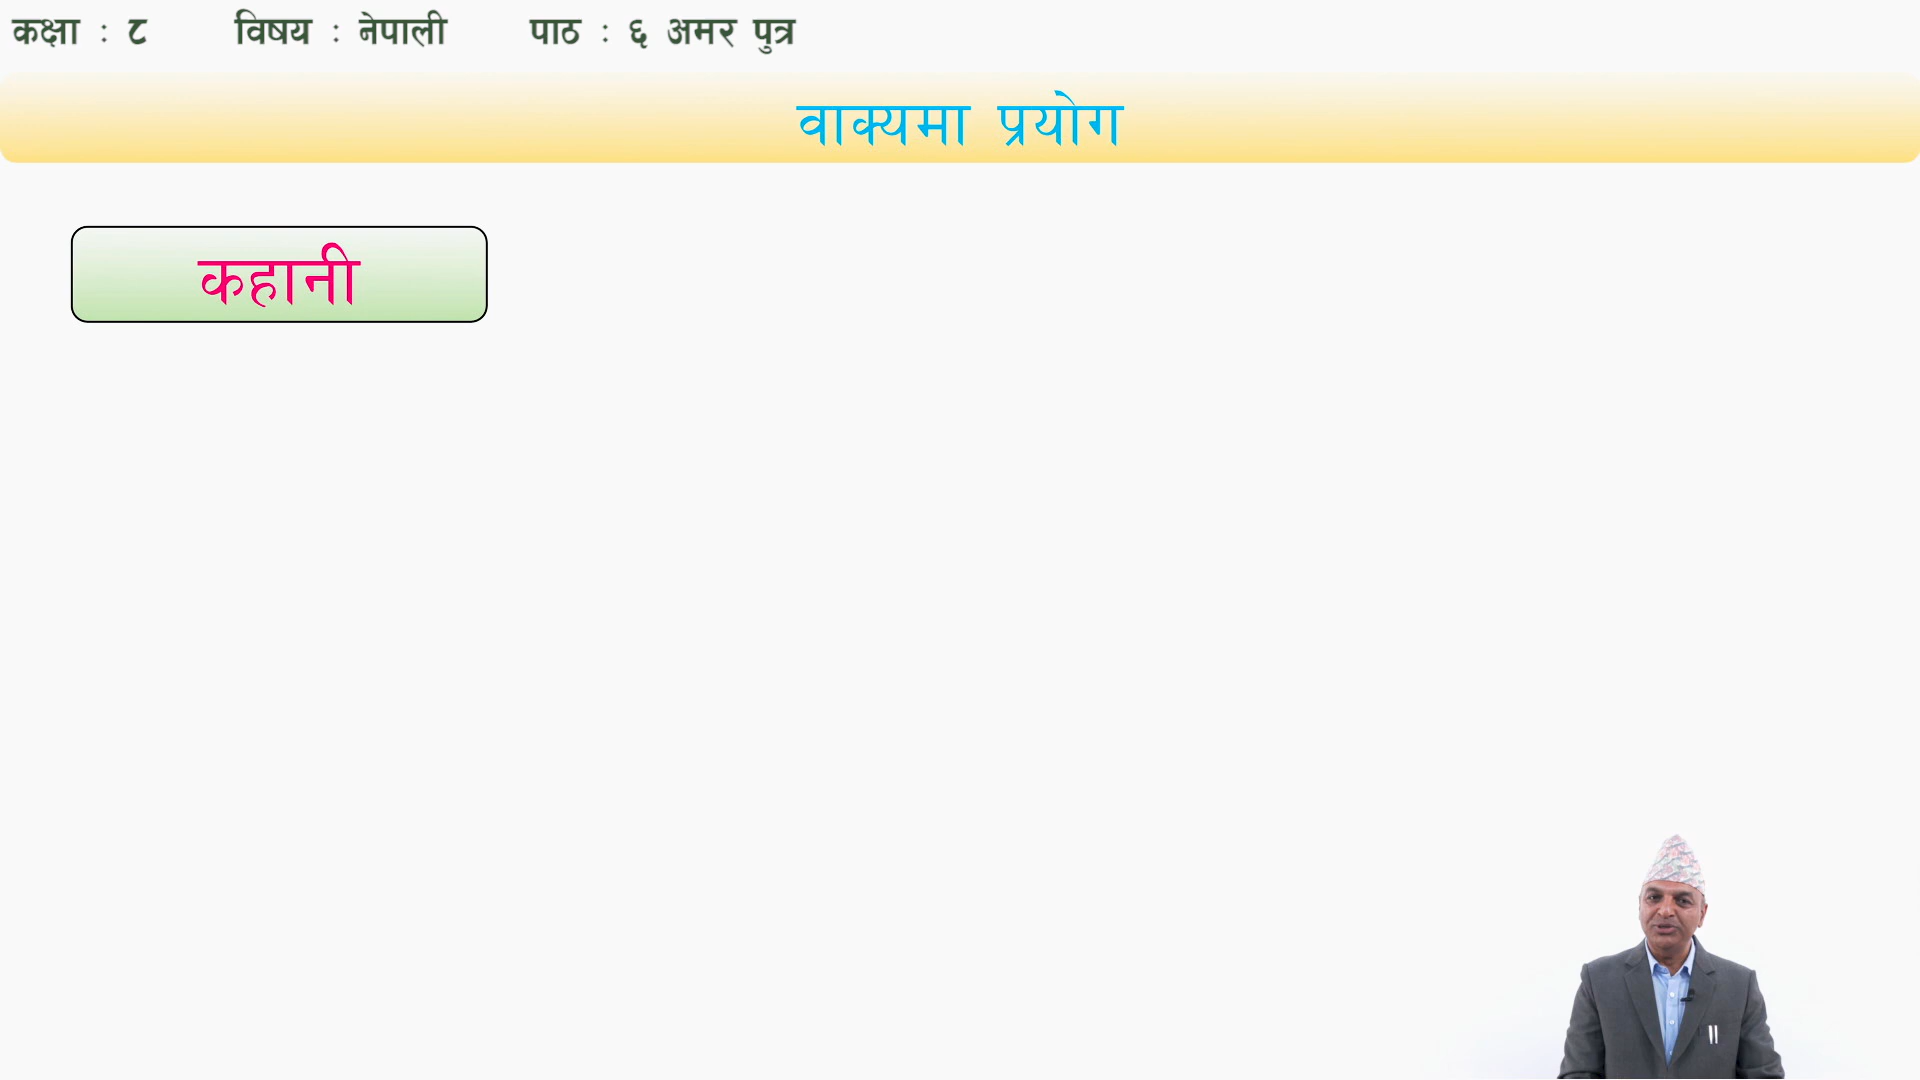 कक्षा : ८ विषय : नेपाली पाठ : ६ अमर पुत्र
वाक्यमा प्रयोग
कहानी